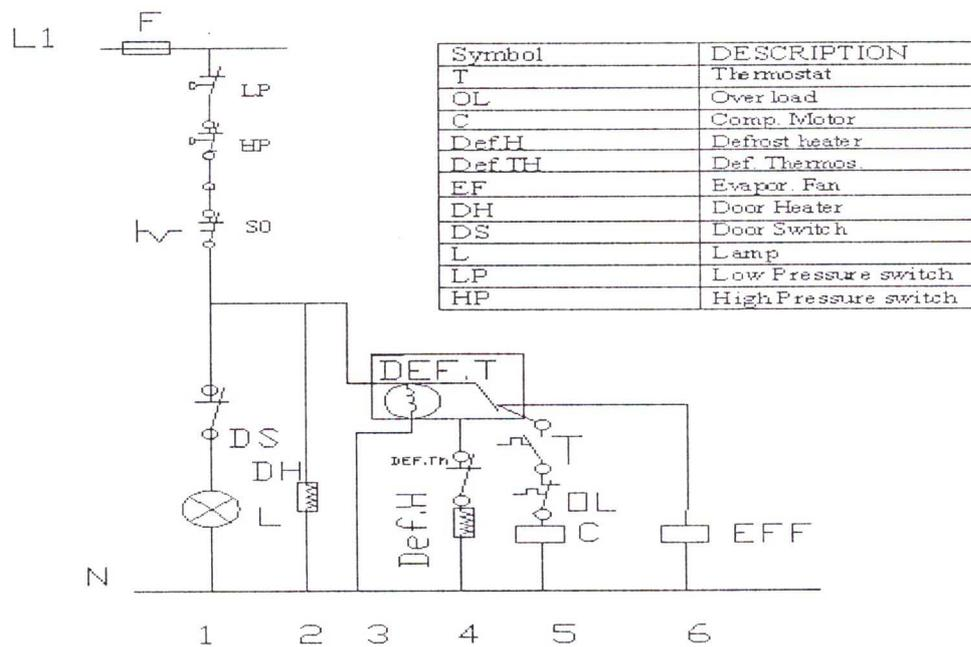 L1
F
LP
HP
SO
Symbol DESCRIPTION
T Thermostat
OL Over load
C Comp. Motor
Def.H Defrost heater
Def.TH Def. Thermos.
EF Evapor. Fan
DH Door Heater
DS Door Switch
L Lamp
LP Low Pressure switch
HP High Pressure switch
DEF.T
DS
DH
L
DEF.TH
Def.H
T
OL
C
EFF
N
1 2 3 4 5 6